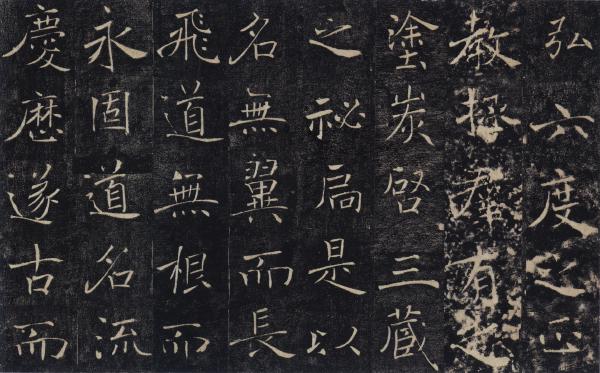 弘六度之正
教拯群有之
塗炭啓三藏
之祕扃是以
名無翼而長
飛道無根而
永固道名流
慶歷遂古而